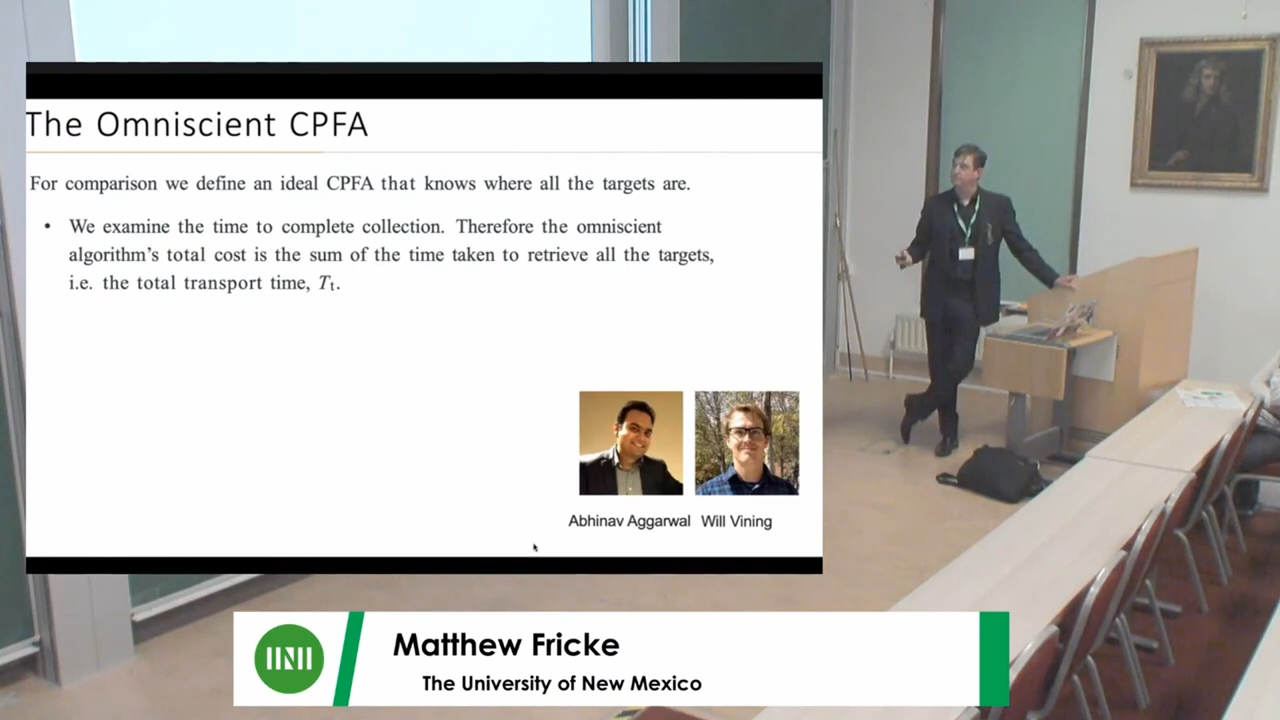 The Omniscient CPFA
For comparison we define an ideal CPFA that knows where all the targets are.
• We examine the time to complete collection. Therefore the omniscient
algorithm's total cost is the sum of the time taken to retrieve all the targets,
i.e. the total transport time, Tt.
Abhinav Aggarwal Will Vining
Matthew Fricke
The University of New Mexico